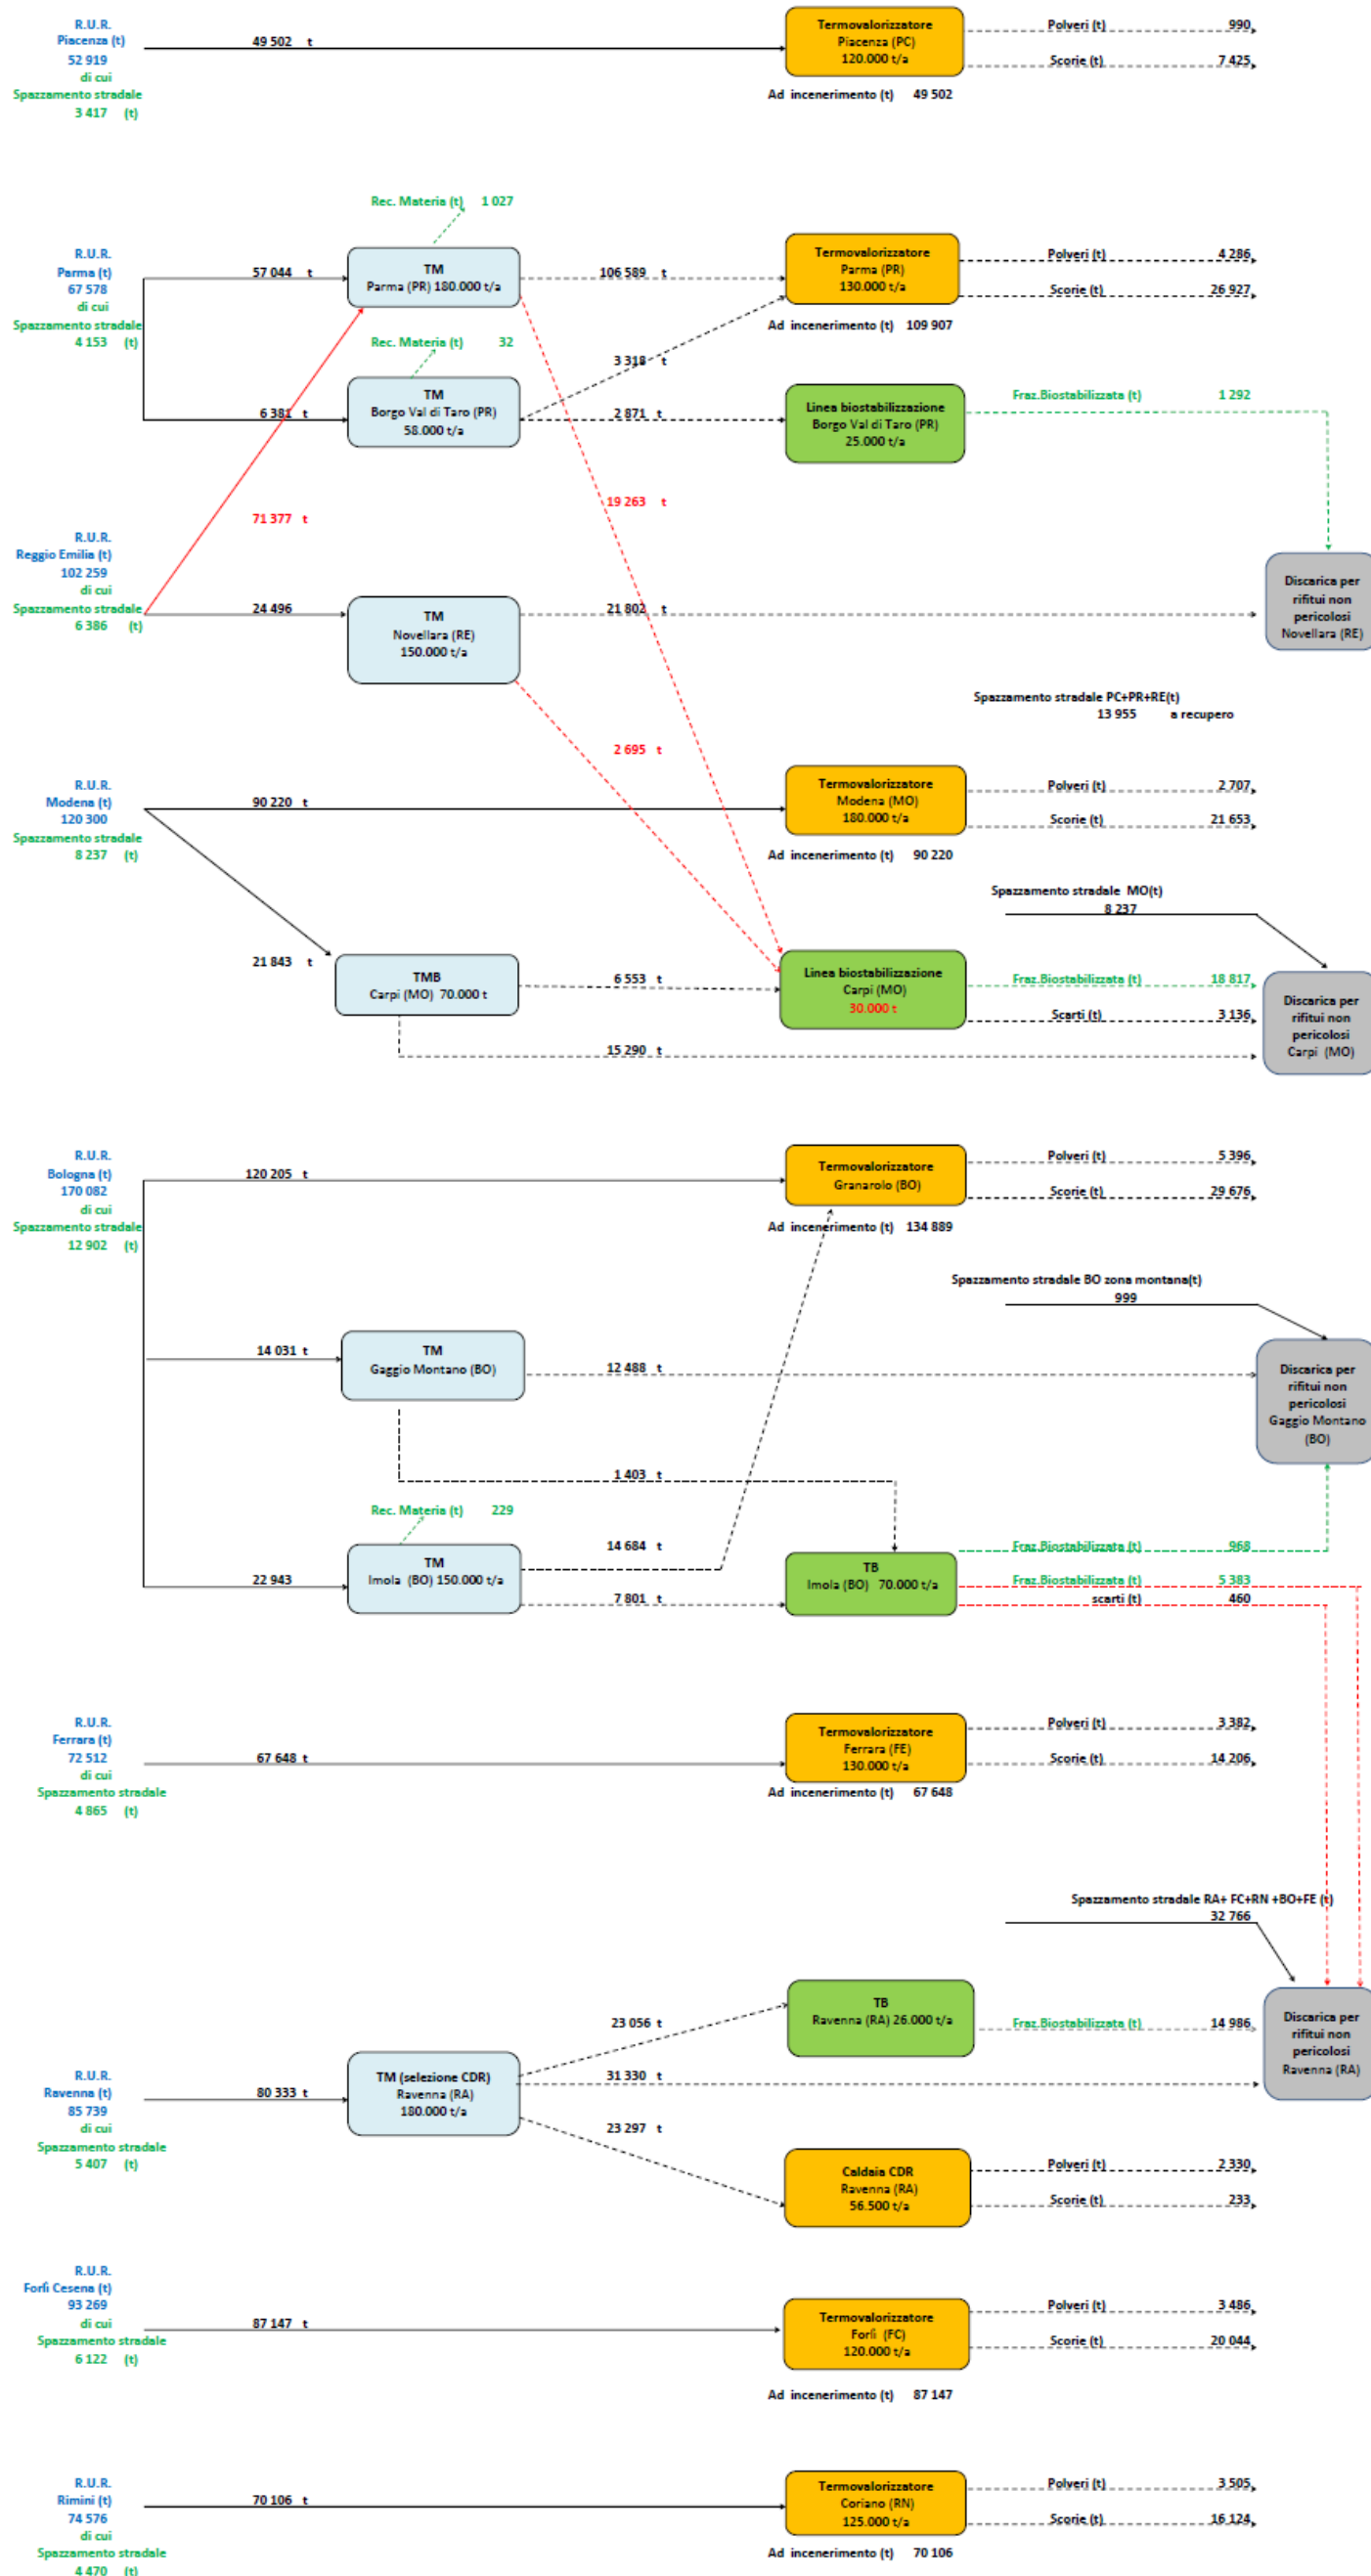 R.U.R.
Piacenza (t)
52 919
di cui
Spazzamento stradale
3 417 (t)
49 502 t
Termovalorizzatore
Piacenza (PC)
120.000 t/a
Ad incenerimento (t) 49 502
Polveri (t) 990
Scorie (t) 7 425
R.U.R.
Parma (t)
67 578
di cui
Spazzamento stradale
4 153 (t)
57 044 t
6 381 t
Rec. Materia (t) 1 027
TM
Parma (PR) 180.000 t/a
Rec. Materia (t) 32
TM
Borgo Val di Taro (PR)
58.000 t/a
106 589 t
3 318 t
2 871 t
19 263 t
Termovalorizzatore
Parma (PR)
130.000 t/a
Ad incenerimento (t) 109 907
Polveri (t) 4 286
Scorie (t) 26 927
Linea biostabilizzazione
Borgo Val di Taro (PR)
25.000 t/a
Fraz.Biostabilizzata (t) 1 292
R.U.R.
Reggio Emilia (t)
102 259
di cui
Spazzamento stradale
6 386 (t)
71 377 t
24 496 t
TM
Novellara (RE)
150.000 t/a
21 802 t
2 695 t
Discarica per
rifitui non
pericolosi
Novellara (RE)
Spazzamento stradale PC+PR+RE(t)
13 955 a recupero
R.U.R.
Modena (t)
120 300
Spazzamento stradale
8 237 (t)
90 220 t
21 843 t
Termovalorizzatore
Modena (MO)
180.000 t/a
Ad incenerimento (t) 90 220
Polveri (t) 2 707
Scorie (t) 21 653
Spazzamento stradale MO(t)
8 237
TMB
Carpi (MO) 70.000 t
6 553 t
15 290 t
Linea biostabilizzazione
Carpi (MO)
30.000 t
Fraz.Biostabilizzata (t) 18 817
Scarti (t) 3 136
Discarica per
rifitui non
pericolosi
Carpi (MO)
R.U.R.
Bologna (t)
170 082
di cui
Spazzamento stradale
12 902 (t)
120 205 t
14 031 t
22 943
Termovalorizzatore
Granarolo (BO)
Ad incenerimento (t) 134 889
Polveri (t) 5 396
Scorie (t) 29 676
Spazzamento stradale BO zona montana(t)
999
TM
Gaggio Montano (BO)
12 488 t
1 403 t
Discarica per
rifitui non
pericolosi
Gaggio Montano
(BO)
Rec. Materia (t) 229
TM
Imola (BO) 150.000 t/a
14 684 t
7 801 t
TB
Imola (BO) 70.000 t/a
Fraz.Biostabilizzata (t) 968
Fraz.Biostabilizzata (t) 5 383
scarti (t) 460
R.U.R.
Ferrara (t)
72 512
di cui
Spazzamento stradale
4 865 (t)
67 648 t
Termovalorizzatore
Ferrara (FE)
130.000 t/a
Ad incenerimento (t) 67 648
Polveri (t) 3 382
Scorie (t) 14 206
Spazzamento stradale RA+ FC+RN +BO+FE (t)
32 766
R.U.R.
Ravenna (t)
85 739
di cui
Spazzamento stradale
5 407 (t)
80 333 t
TM (selezione CDR)
Ravenna (RA)
180.000 t/a
23 056 t
31 330 t
23 297 t
TB
Ravenna (RA) 26.000 t/a
Fraz.Biostabilizzata (t) 14 986
Discarica per
rifitui non
pericolosi
Ravenna (RA)
Caldaia CDR
Ravenna (RA)
56.500 t/a
Polveri (t) 2 330
Scorie (t) 233
R.U.R.
Forlì Cesena (t)
93 269
di cui
Spazzamento stradale
6 122 (t)
87 147 t
Termovalorizzatore
Forlì (FC)
120.000 t/a
Ad incenerimento (t) 87 147
Polveri (t) 3 486
Scorie (t) 20 044
R.U.R.
Rimini (t)
74 576
di cui
Spazzamento stradale
4 470 (t)
70 106 t
Termovalorizzatore
Coriano (RN)
125.000 t/a
Ad incenerimento (t) 70 106
Polveri (t) 3 505
Scorie (t) 16 124